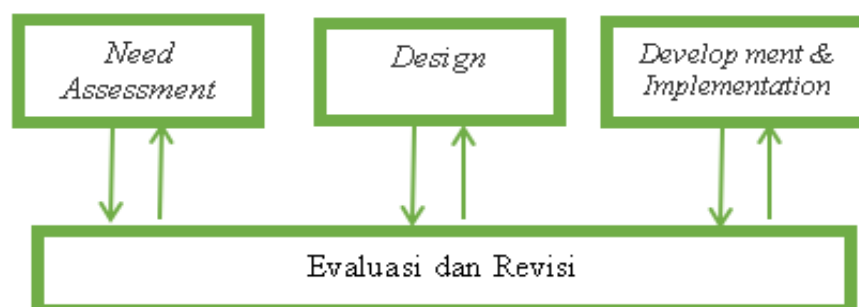 Need
Assessment
Design
Develop ment &
Implementation
Evaluasi dan Revisi